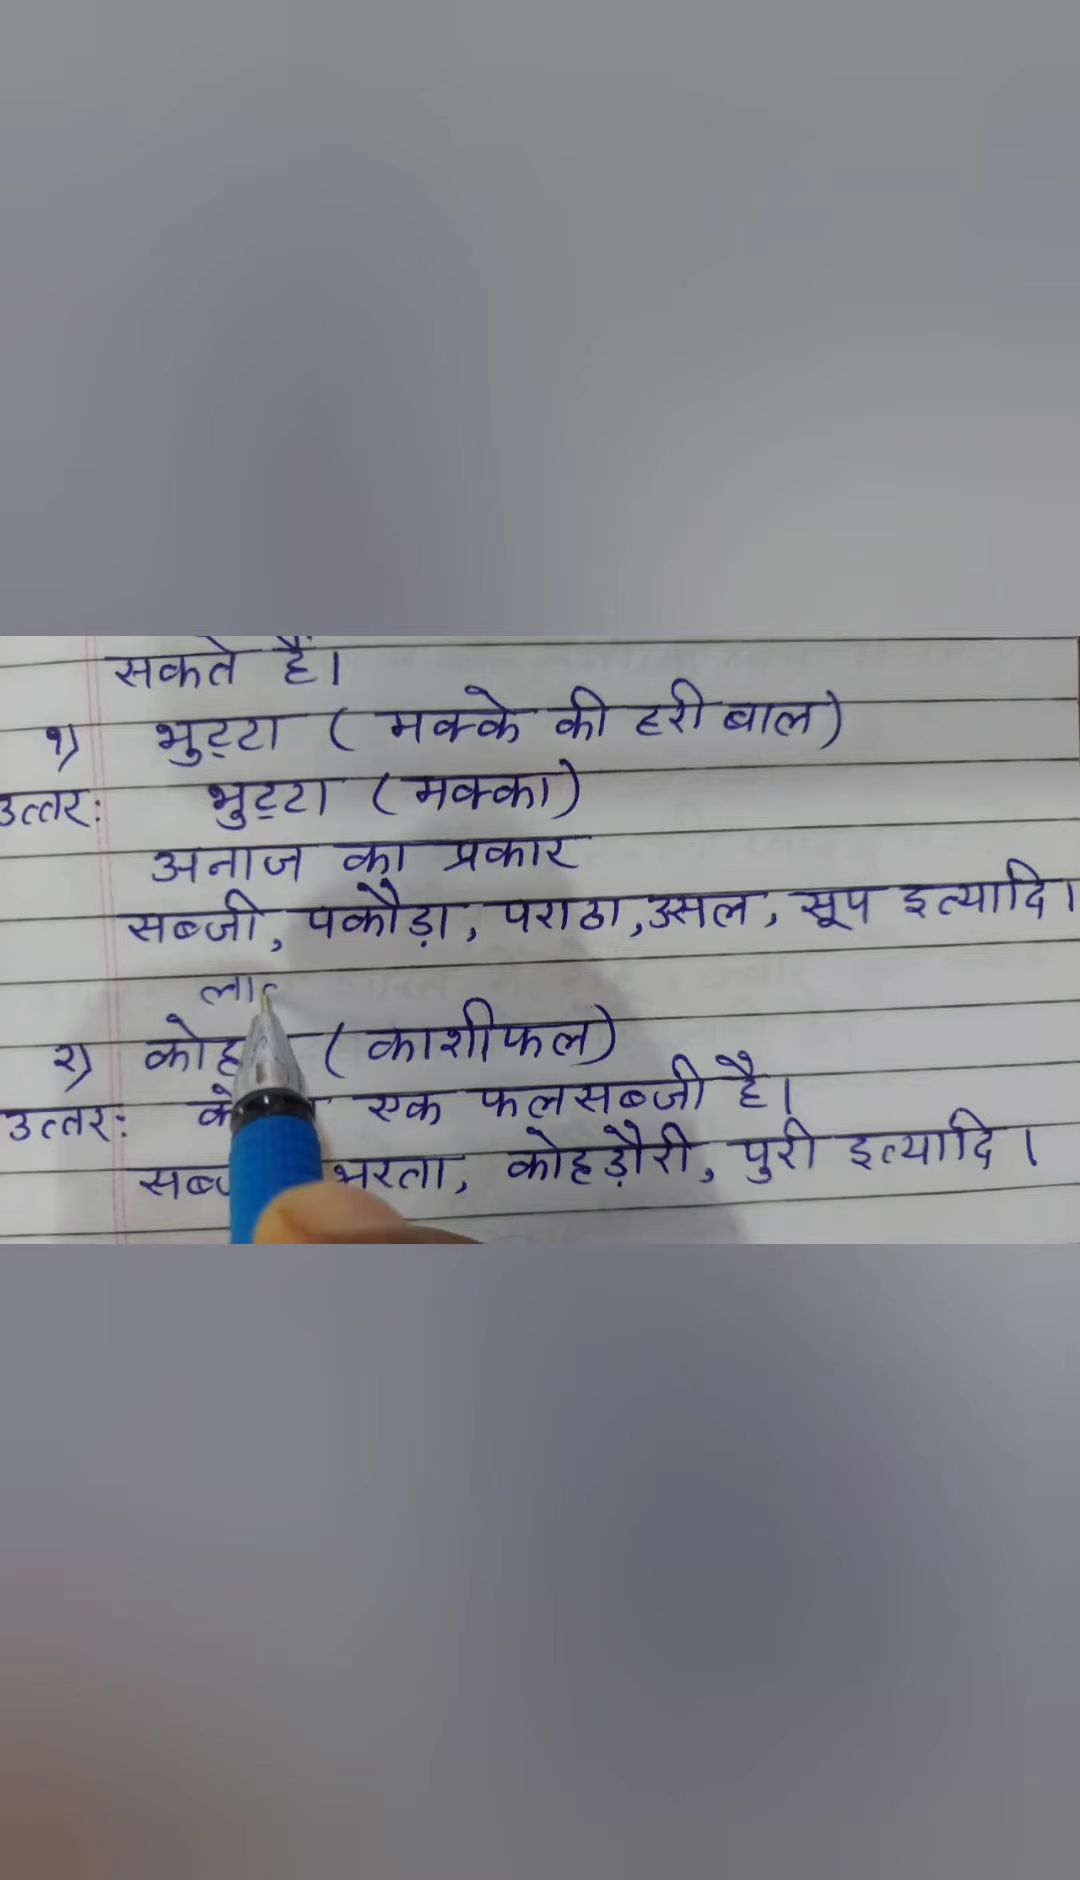 सकते हैं।
१) भुट्टा ( मक्के की हरी बाल)
उत्तर: भुट्टा (मक्का)
अनाज का प्रकार
सब्जी, पकौड़ा, पराठा, उसल, सूप इत्यादि।
२) (काशीफल)
उत्तर: एक फलसब्जी है।
भरता, कोहड़ौरी, पुरी इत्यादि।